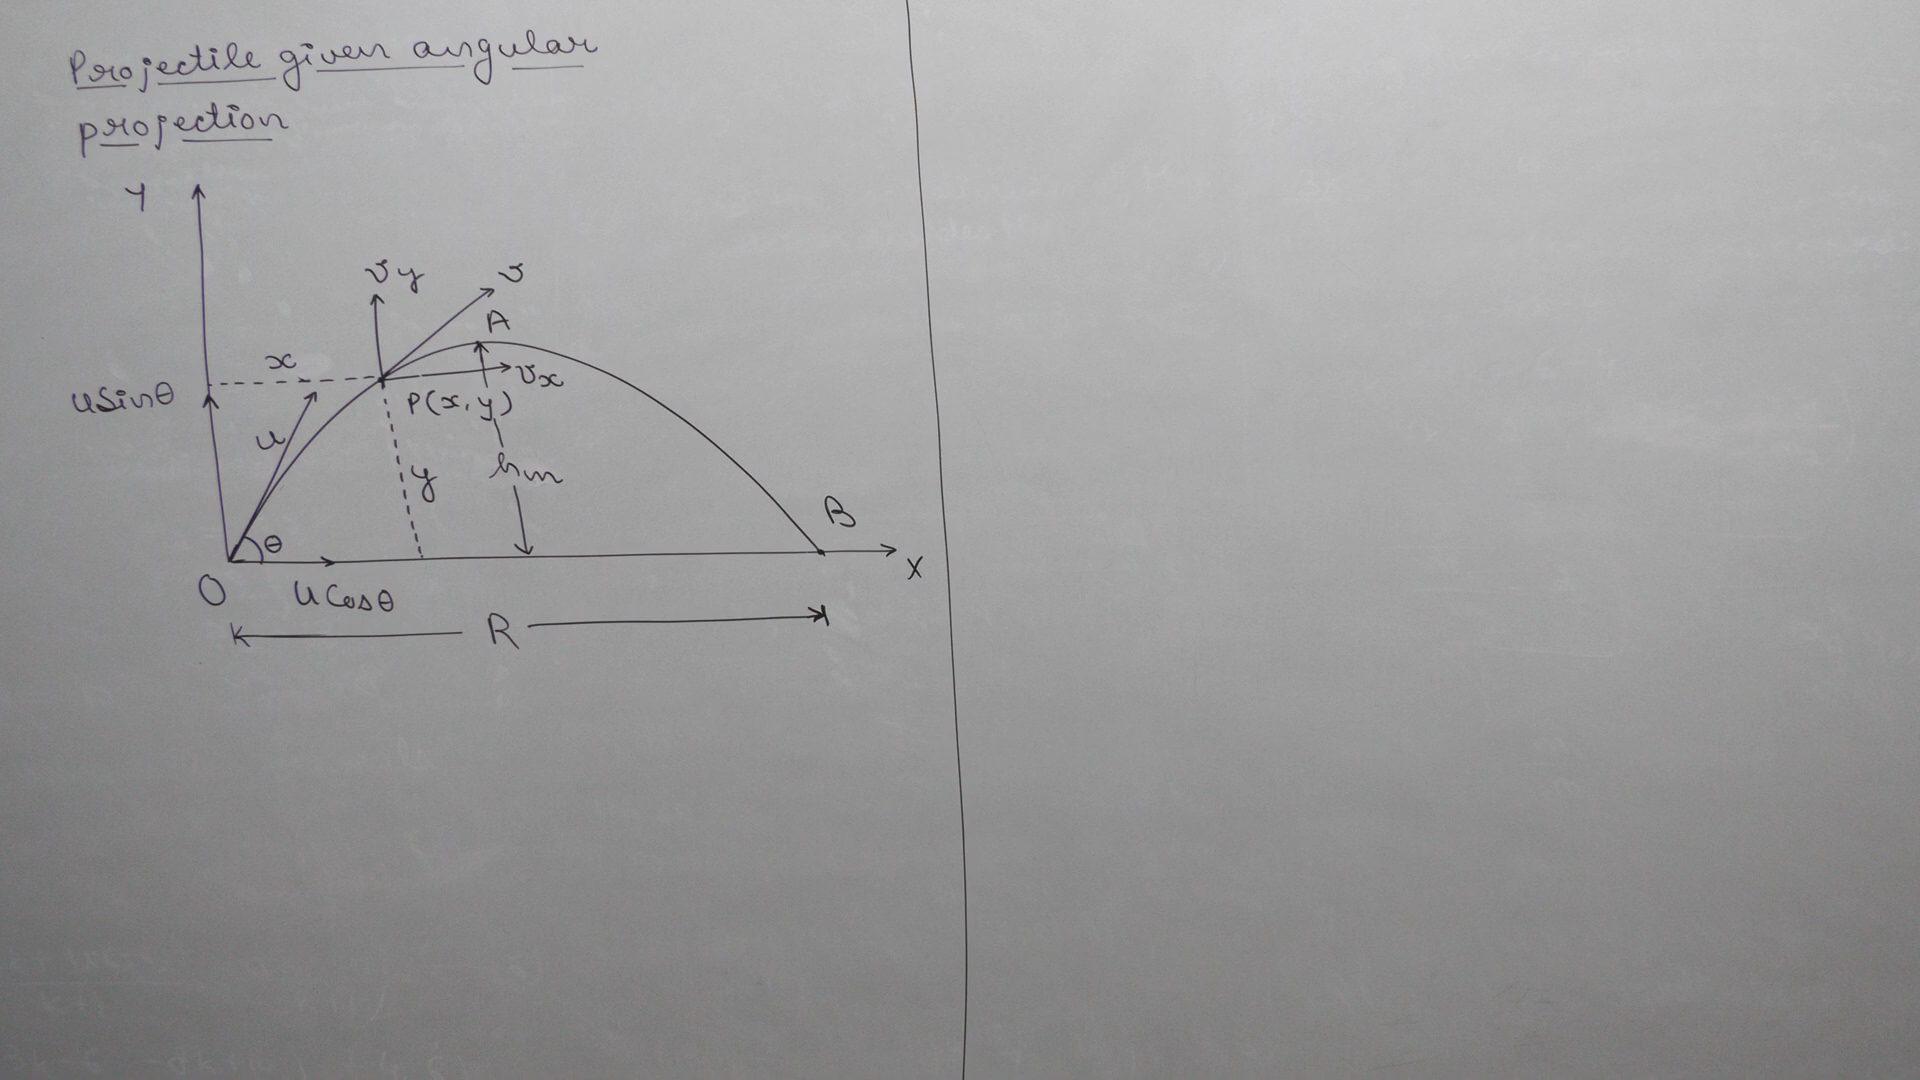 Projectile given angular
projection
Y
vy
v
A
x
vx
usinθ
P(x,y)
u
y
hm
B
θ
X
O
ucosθ
R